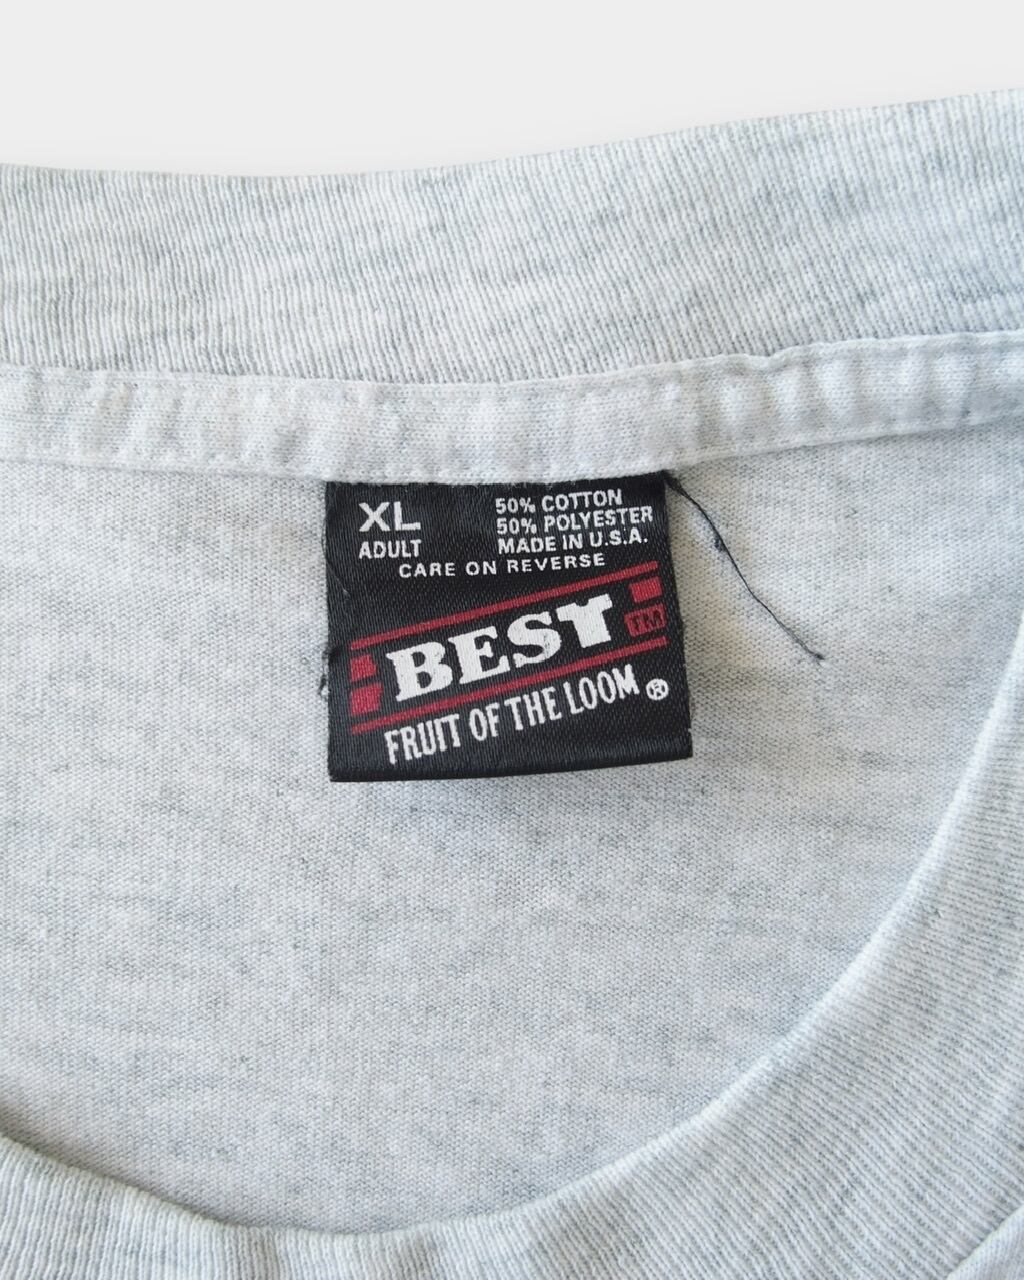 XL
ADULT
50% COTTON
50% POLYESTER
MADE IN U.S.A.
CARE ON REVERSE
BEST
TM
FRUIT OF THE LOOM ®